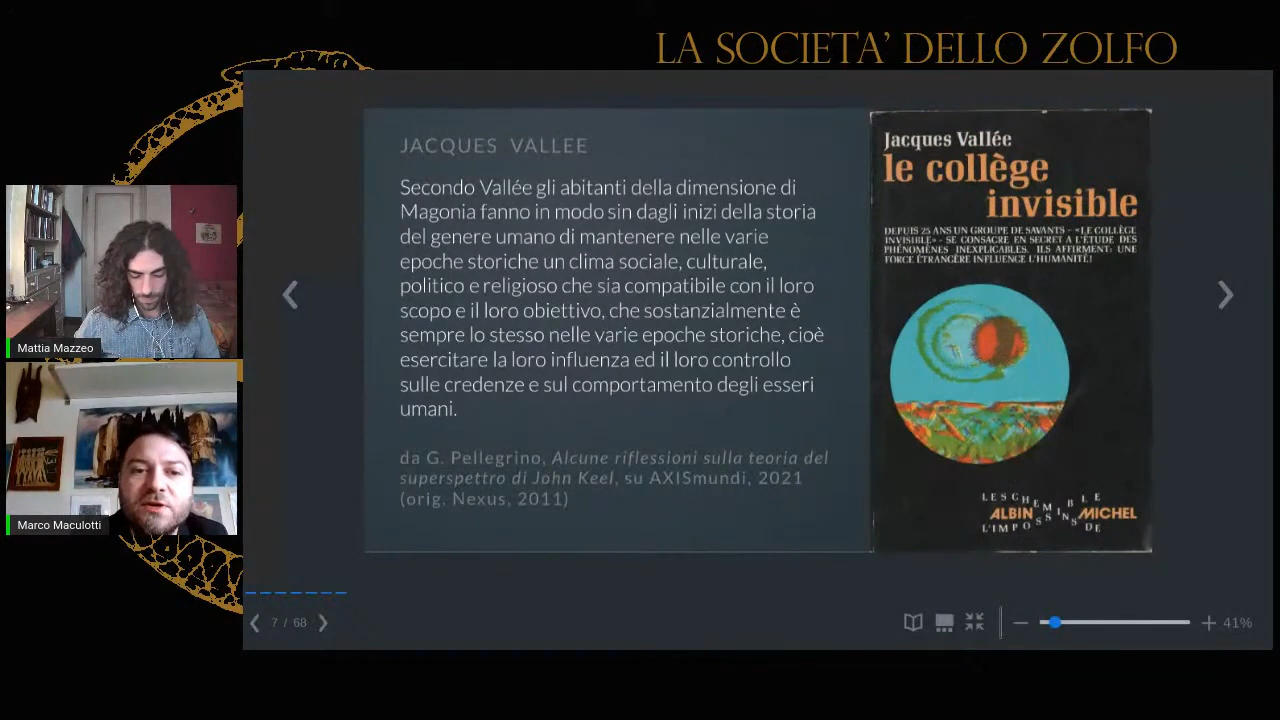 LA SOCIETA' DELLO ZOLFO
JACQUES VALLEE
Secondo Vallée gli abitanti della dimensione di
Magonia fanno in modo sin dagli inizi della storia
del genere umano di mantenere nelle varie
epoche storiche un clima sociale, culturale,
politico e religioso che sia compatibile con il loro
scopo e il loro obiettivo, che sostanzialmente è
sempre lo stesso nelle varie epoche storiche, cioè
esercitare la loro influenza ed il loro controllo
sulle credenze e sul comportamento degli esseri
umani.
da G. Pellegrino, Alcune riflessioni sulla teoria del
superspettro di John Keel, su AXISmundi, 2021
(orig. Nexus, 2011)
Jacques Vallée
le collège
invisible
DEPUIS 25 ANS UN GROUPE DE SAVANTS - «LE COLLÈGE
INVISIBLE» - SE CONSACRE EN SECRET A L'ÉTUDE DES
PHÉNOMÈNES INEXPLICABLES. ILS AFFIRMENT: UNE
FORCE ÉTRANGÈRE INFLUENCE L'HUMANITÉ!
LES CHEMINS DE
L'IMPOSSIBLE
ALBIN MICHEL
Mattia Mazzeo
Marco Maculotti
7 / 68
41%